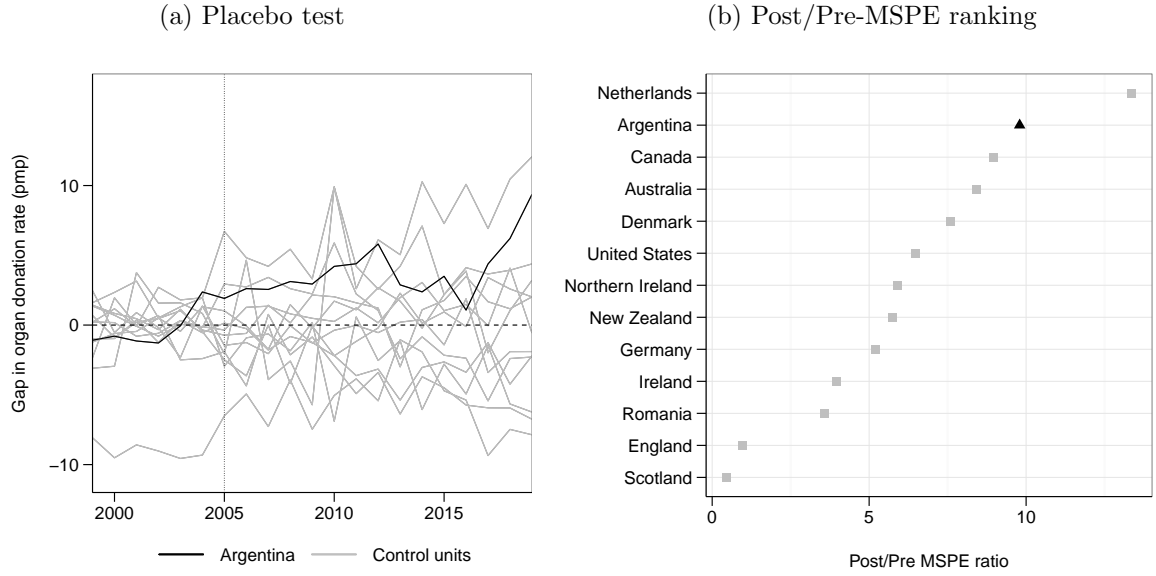 (a) Placebo test
Gap in organ donation rate (pmp)
10
0
−10
2000 2005 2010 2015
Argentina Control units
(b) Post/Pre-MSPE ranking
Netherlands
Argentina
Canada
Australia
Denmark
United States
Northern Ireland
New Zealand
Germany
Ireland
Romania
England
Scotland
0 5 10
Post/Pre MSPE ratio